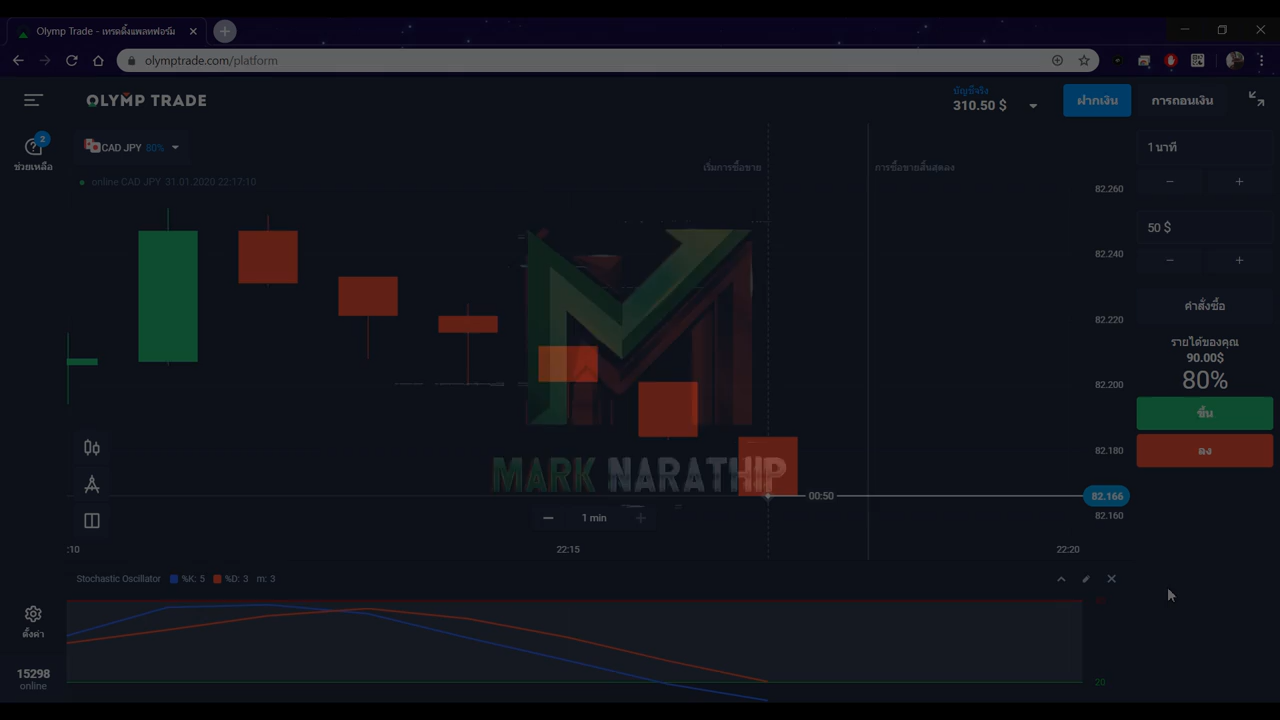 Olymp Trade - เทรดดิ้งแพลทฟอร์ม
olymptrade.com/platform
OLYMP TRADE
บัญชีจริง
310.50 $
ฝากเงิน
การถอนเงิน
2
ช่วยเหลือ
CAD JPY 80%
online CAD JPY 31.01.2020 22:17:10
เริ่มการซื้อขาย
การซื้อขายสิ้นสุดลง
1 นาที
50 $
คำสั่งซื้อ
รายได้ของคุณ
90.00$
80%
ขึ้น
ลง
82.260
82.240
82.220
82.200
82.180
82.166
82.160
MARK NARATHIP
00:50
1 min
:10
22:15
22:20
Stochastic Oscillator %K: 5 %D: 3 m: 3
20
ตั้งค่า
15298
online